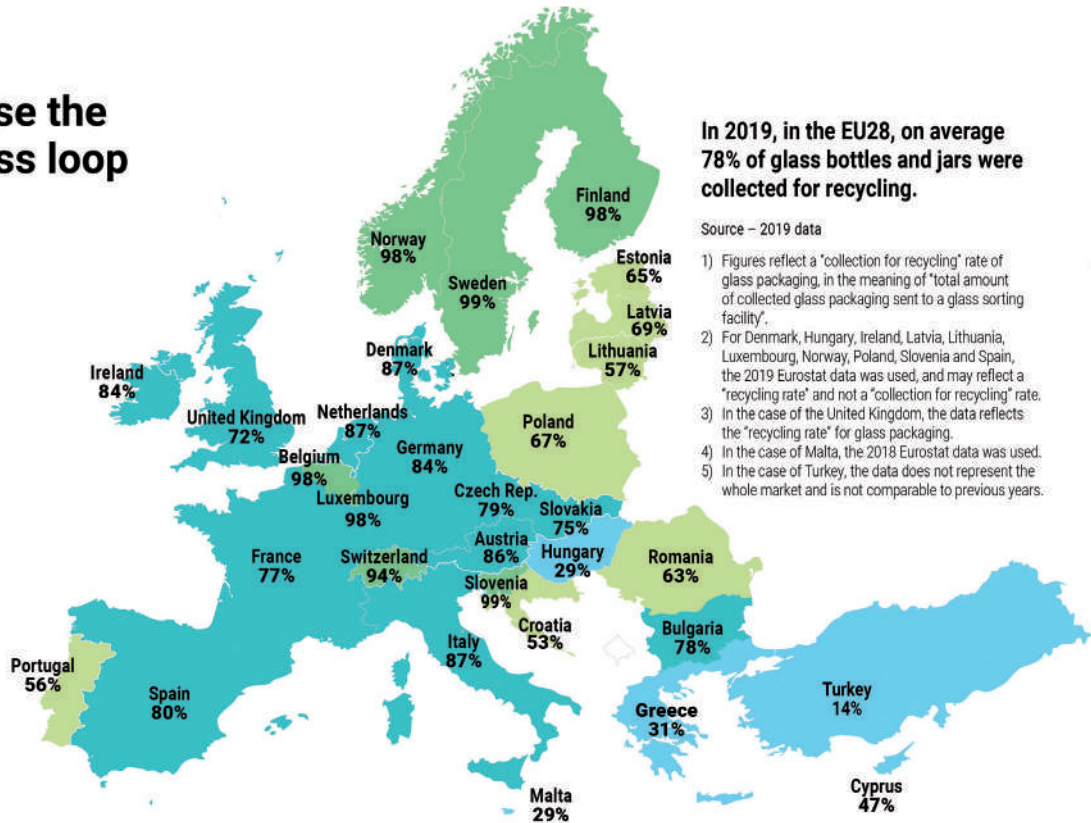 se the
ss loop
In 2019, in the EU28, on average
78% of glass bottles and jars were
collected for recycling.
Source – 2019 data
1) Figures reflect a "collection for recycling" rate of
glass packaging, in the meaning of "total amount
of collected glass packaging sent to a glass sorting
facility".
2) For Denmark, Hungary, Ireland, Latvia, Lithuania,
Luxembourg, Norway, Poland, Slovenia and Spain,
the 2019 Eurostat data was used, and may reflect a
"recycling rate" and not a "collection for recycling" rate.
3) In the case of the United Kingdom, the data reflects
the "recycling rate" for glass packaging.
4) In the case of Malta, the 2018 Eurostat data was used.
5) In the case of Turkey, the data does not represent the
whole market and is not comparable to previous years.
Finland
98%
Norway
98%
Sweden
99%
Estonia
65%
Latvia
69%
Lithuania
57%
Denmark
87%
Ireland
84%
United Kingdom
72%
Netherlands
87%
Poland
67%
Germany
84%
Belgium
98%
Luxembourg
98%
Czech Rep.
79%
Slovakia
75%
Austria
86%
Hungary
29%
France
77%
Switzerland
94%
Romania
63%
Slovenia
99%
Croatia
53%
Bulgaria
78%
Italy
87%
Portugal
56%
Spain
80%
Greece
31%
Turkey
14%
Malta
29%
Cyprus
47%